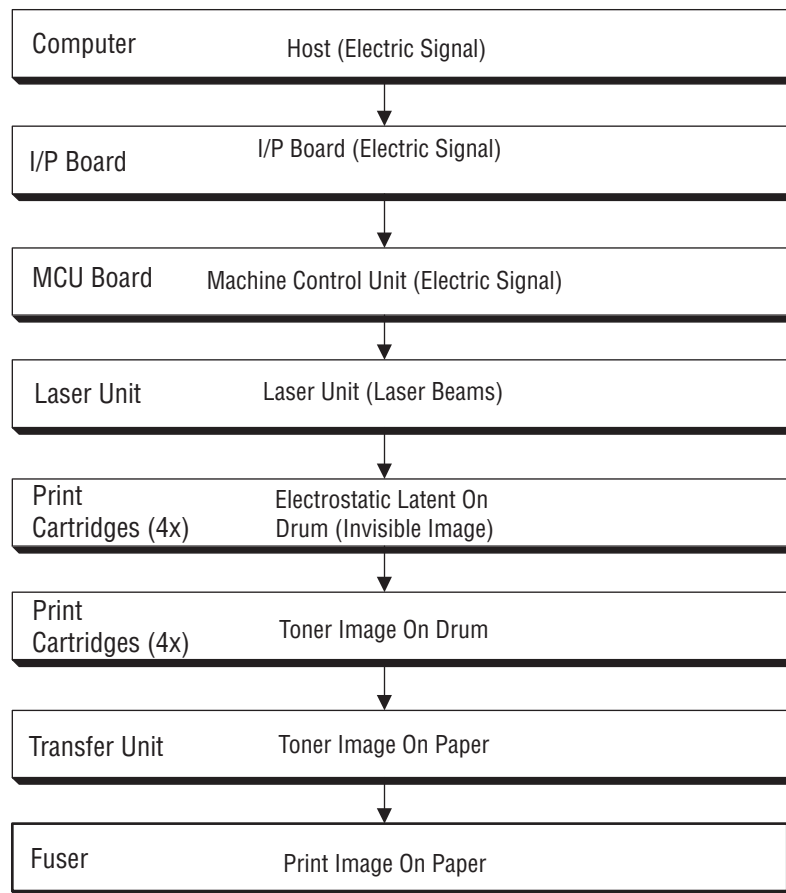 Computer
Host (Electric Signal)
I/P Board
I/P Board (Electric Signal)
MCU Board
Machine Control Unit (Electric Signal)
Laser Unit
Laser Unit (Laser Beams)
Print
Cartridges (4x)
Electrostatic Latent On
Drum (Invisible Image)
Print
Cartridges (4x)
Toner Image On Drum
Transfer Unit
Toner Image On Paper
Fuser
Print Image On Paper